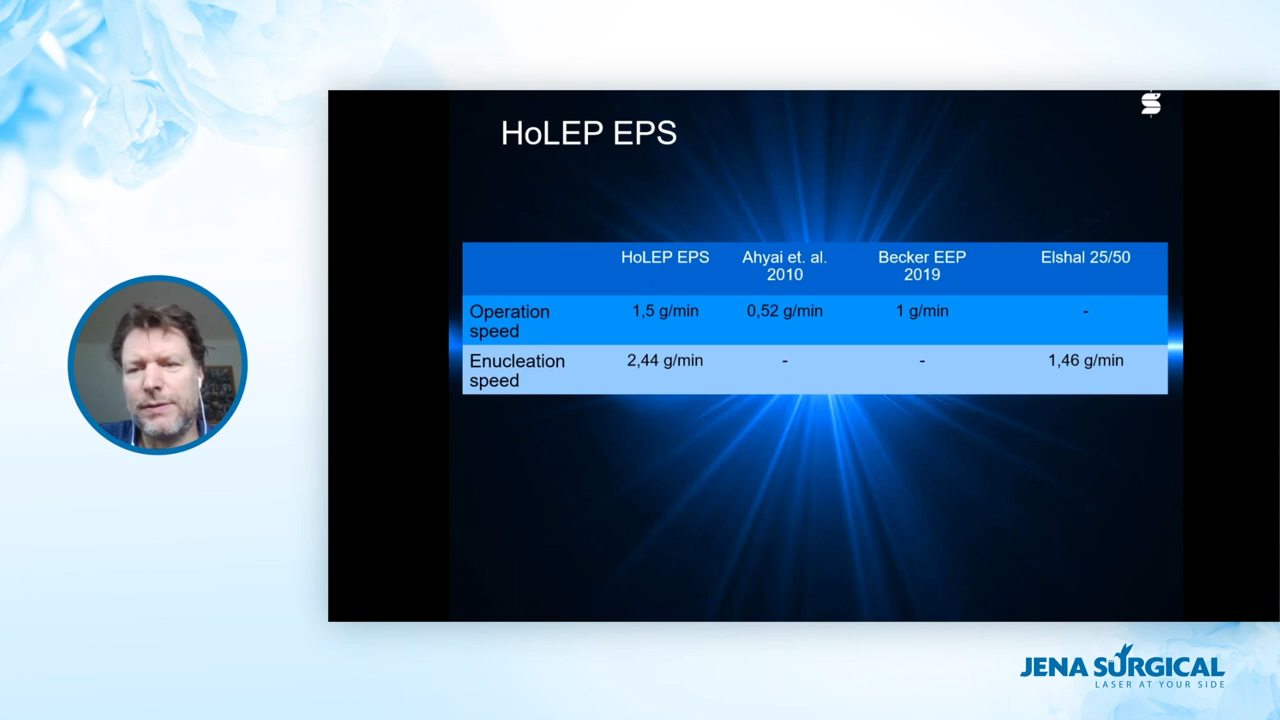 HoLEP EPS
HoLEP EPS Ahyai et. al. 2010 Becker EEP 2019 Elshal 25/50
Operation speed 1,5 g/min 0,52 g/min 1 g/min -
Enucleation speed 2,44 g/min - - 1,46 g/min
JENA SURGICAL
LASER AT YOUR SIDE